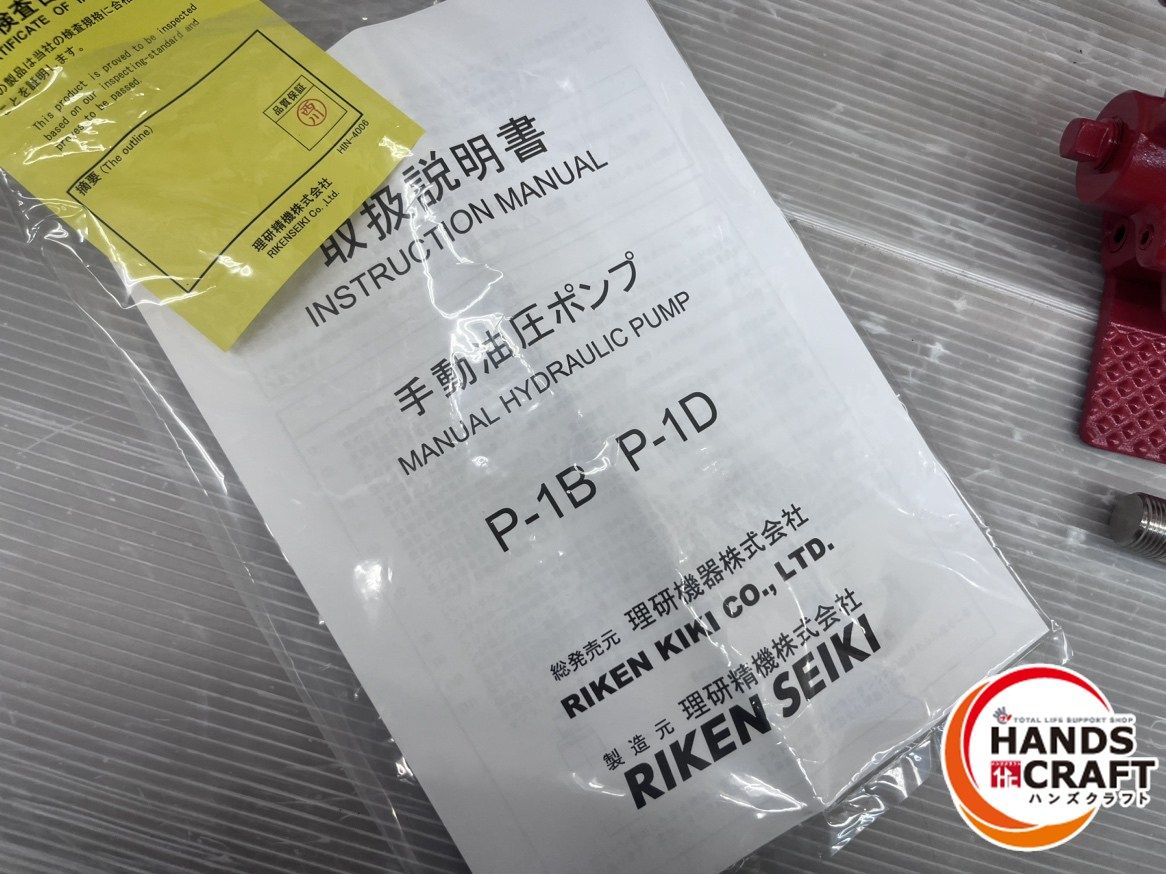 検査
TIFICATE OF
の製品は当社の検査規格に合格
ことを証明します。
This product is proved to be inspected
based on our inspecting-standard and
proves to be passed.
摘要 (The outline)
品質保証
西川
HIN-4006
理研精機株式会社
RIKENSEIKI Co.,Ltd.
取扱説明書
INSTRUCTION MANUAL
手動油圧ポンプ
MANUAL HYDRAULIC PUMP
P-1B P-1D
総発売元 理研機器株式会社
RIKEN KIKI CO., LTD.
製造元 理研精機株式会社
RIKEN SEIKI
TOTAL LIFE SUPPORT SHOP
HANDS
CRAFT
ハンズクラフト